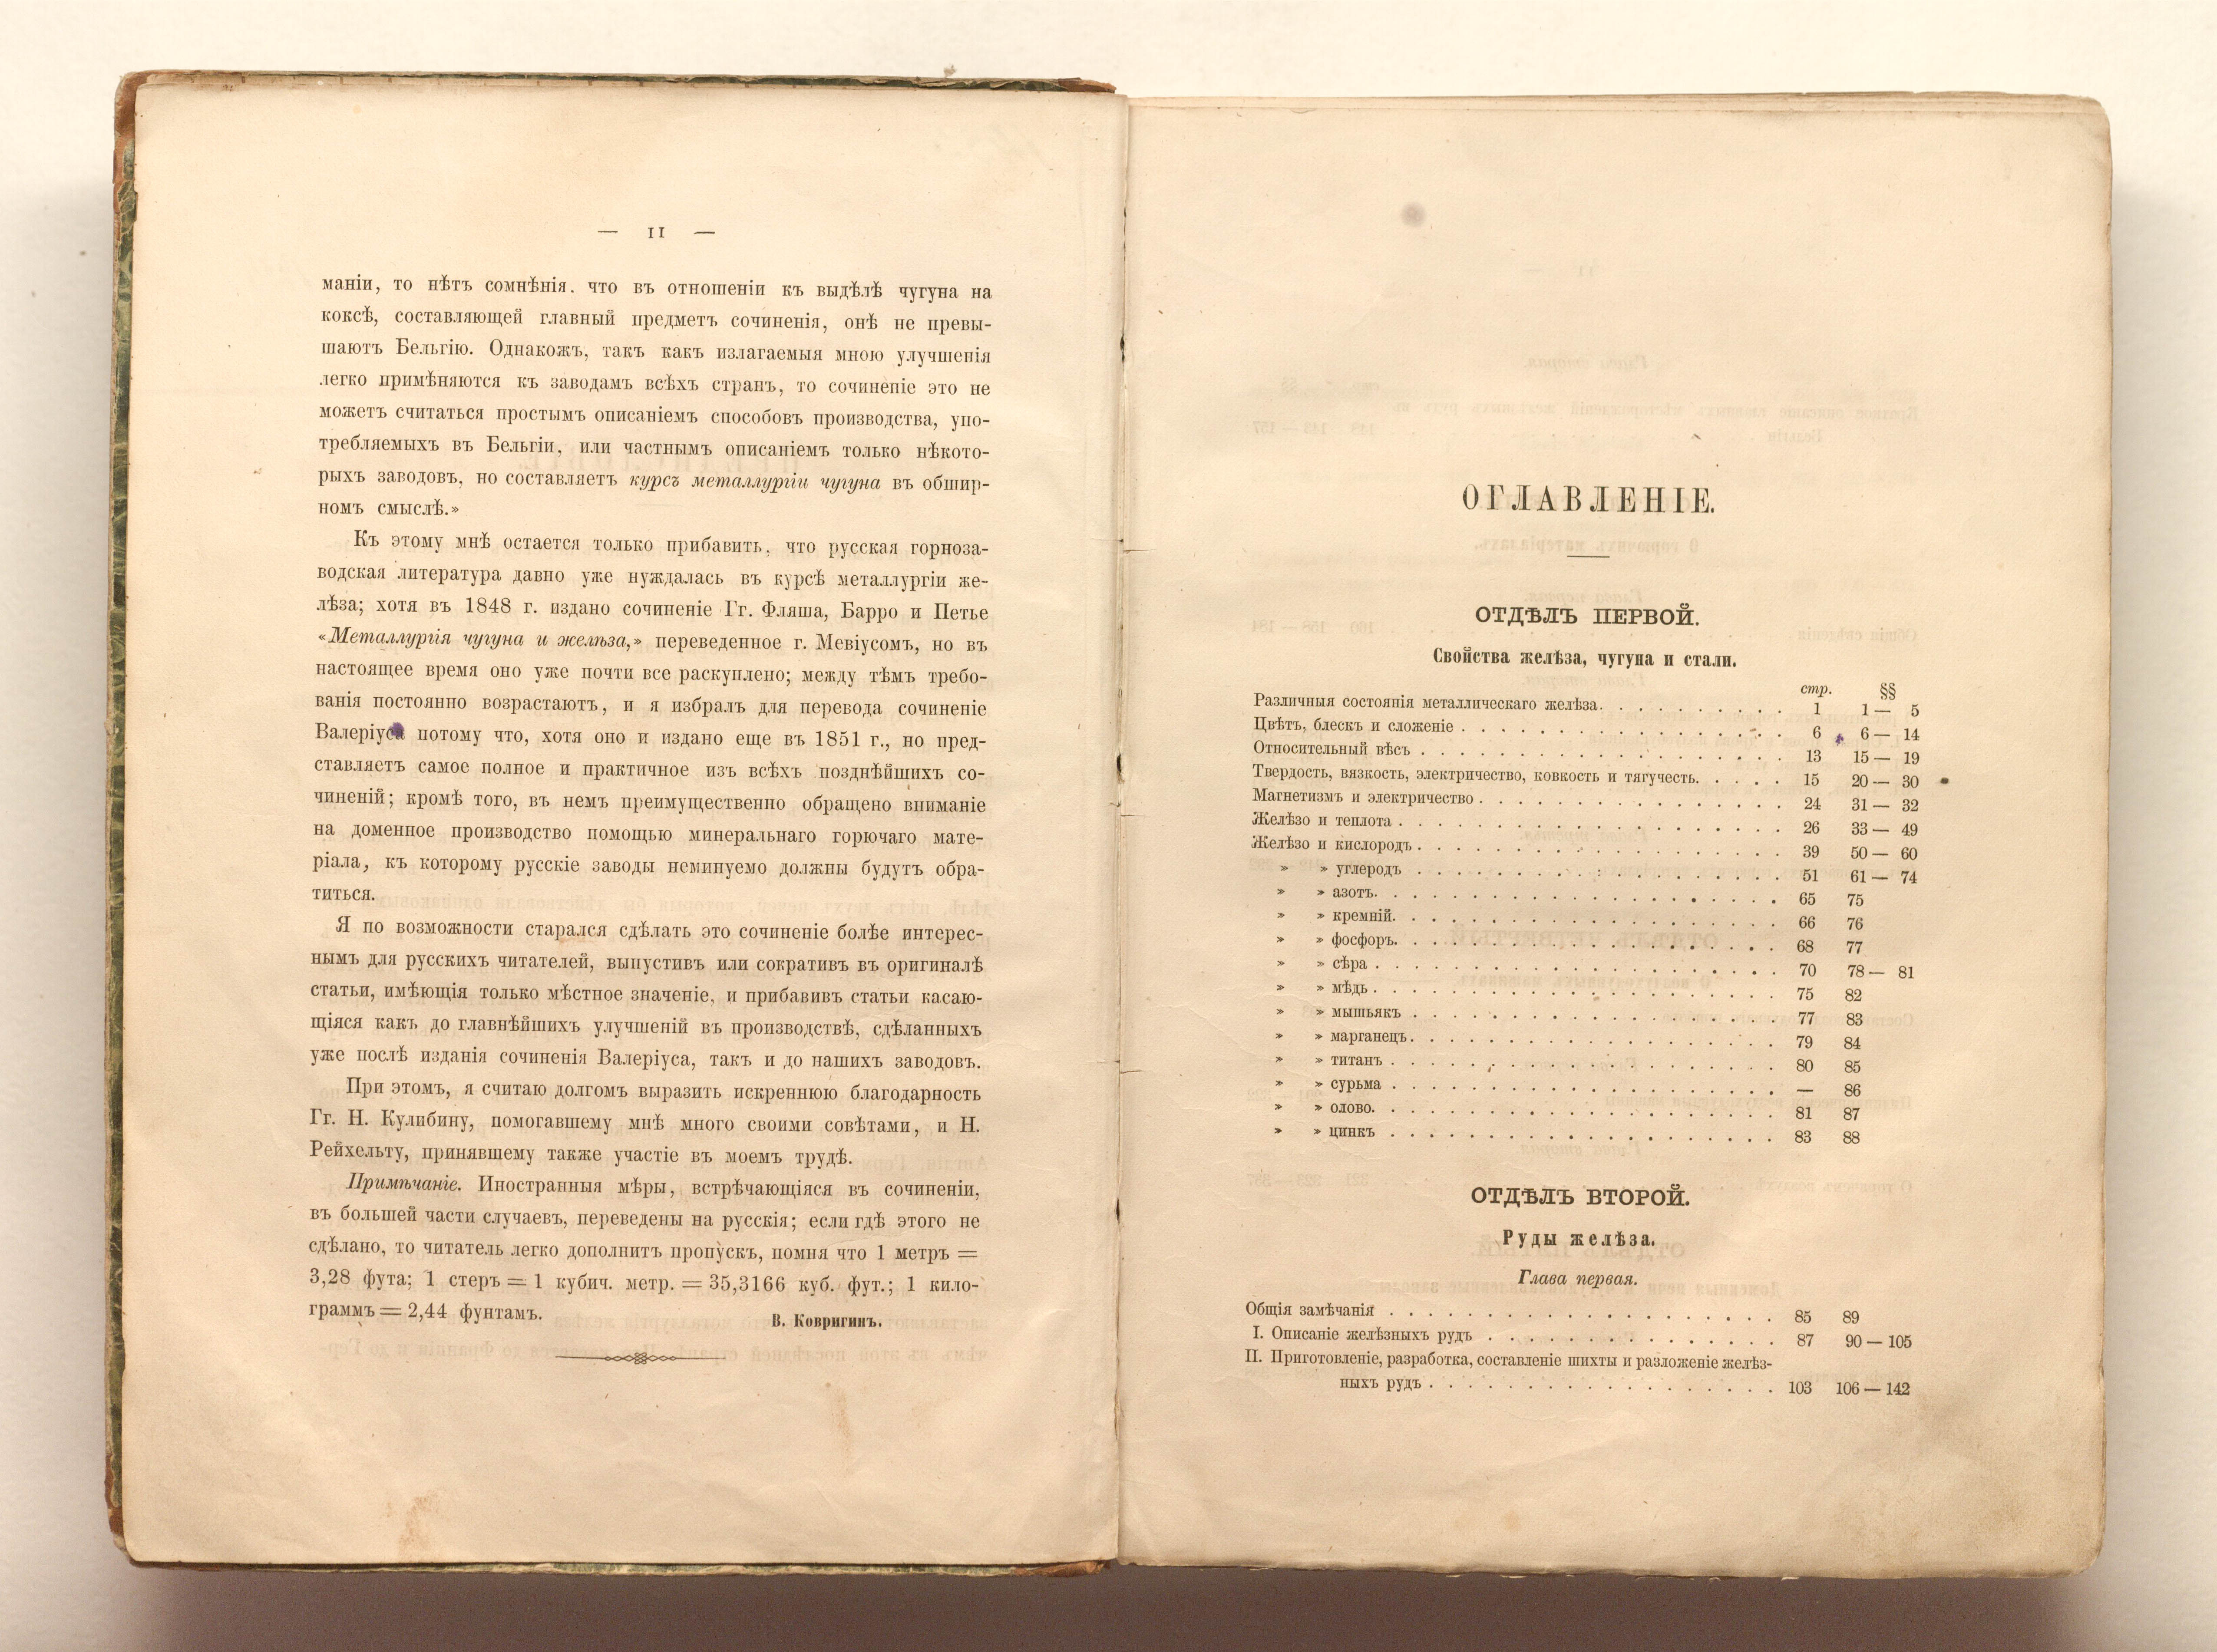 — II —
маніи, то нѣтъ сомнѣнія. что въ отношеніи къ выдѣлѣ чугуна на
коксѣ, составляющей главный предметъ сочиненія, онѣ не превы-
шаютъ Бельгію. Однакожъ, такъ какъ излагаемыя мною улучшенія
легко примѣняются къ заводамъ всѣхъ странъ, то сочиненіе это не
можетъ считаться простымъ описаніемъ способовъ производства, упо-
требляемыхъ въ Бельгіи, или частнымъ описаніемъ только нѣкото-
рыхъ заводовъ, но составляетъ курсъ металлургіи чугуна въ обшир-
номъ смыслѣ.»
Къ этому мнѣ остается только прибавить, что русская горноза-
водская литература давно уже нуждалась въ курсѣ металлургіи же-
лѣза; хотя въ 1848 г. издано сочиненіе Гг. Фляша, Барро и Петье
«Металлургія чугуна и желѣза,» переведенное г. Мевіусомъ, но въ
настоящее время оно уже почти все раскуплено; между тѣмъ требо-
ванія постоянно возрастаютъ, и я избралъ для перевода сочиненіе
Валеріуса потому что, хотя оно и издано еще въ 1851 г., но пред-
ставляетъ самое полное и практичное изъ всѣхъ позднѣйшихъ со-
чиненій; кромѣ того, въ немъ преимущественно обращено вниманіе
на доменное производство помощью минеральнаго горючаго мате-
ріала, къ которому русскіе заводы неминуемо должны будутъ обра-
титься.
Я по возможности старался сдѣлать это сочиненіе болѣе интерес-
нымъ для русскихъ читателей, выпустивъ или сокративъ въ оригиналѣ
статьи, имѣющія только мѣстное значеніе, и прибавивъ статьи касаю-
щіяся какъ до главнѣйшихъ улучшеній въ производствѣ, сдѣланныхъ
уже послѣ изданія сочиненія Валеріуса, такъ и до нашихъ заводовъ.
При этомъ, я считаю долгомъ выразить искреннюю благодарность
Гг. Н. Кулибину, помогавшему мнѣ много своими совѣтами, и Н.
Рейхельту, принявшему также участіе въ моемъ трудѣ.
Примѣчаніе. Иностранныя мѣры, встрѣчающіяся въ сочиненіи,
въ большей части случаевъ, переведены на русскія; если гдѣ этого не
сдѣлано, то читатель легко дополнитъ пропускъ, помня что 1 метръ =
3,28 фута; 1 стеръ = 1 кубич. метр. = 35,3166 куб. фут.; 1 кило-
граммъ = 2,44 фунтамъ.
В. Ковригинъ.
ОГЛАВЛЕНІЕ.
ОТДѢЛЪ ПЕРВОЙ.
Свойства желѣза, чугуна и стали.
стр. §§
Различныя состоянія металлическаго желѣза. . . . . . . . . . 1 1 — 5
Цвѣтъ, блескъ и сложеніе . . . . . . . . . . . . . . . . 6 6 — 14
Относительный вѣсъ . . . . . . . . . . . . . . . . . . 13 15 — 19
Твердость, вязкость, электричество, ковкость и тягучесть. . . . . 15 20 — 30
Магнетизмъ и электричество . . . . . . . . . . . . . . . 24 31 — 32
Желѣзо и теплота . . . . . . . . . . . . . . . . . . . 26 33 — 49
Желѣзо и кислородъ . . . . . . . . . . . . . . . . . . 39 50 — 60
» » углеродъ . . . . . . . . . . . . . . . . . . 51 61 — 74
» » азотъ. . . . . . . . . . . . . . . . . . . . 65 75
» » кремній. . . . . . . . . . . . . . . . . . . 66 76
» » фосфоръ. . . . . . . . . . . . . . . . . . . 68 77
» » сѣра . . . . . . . . . . . . . . . . . . . . 70 78 — 81
» » мѣдь . . . . . . . . . . . . . . . . . . . . 75 82
» » мышьякъ . . . . . . . . . . . . . . . . . . 77 83
» » марганецъ. . . . . . . . . . . . . . . . . . 79 84
» » титанъ . . . . . . . . . . . . . . . . . . . 80 85
» » сурьма . . . . . . . . . . . . . . . . . . . — 86
» » олово. . . . . . . . . . . . . . . . . . . . 81 87
» » цинкъ . . . . . . . . . . . . . . . . . . . 83 88
ОТДѢЛЪ ВТОРОЙ.
Руды желѣза.
Глава первая.
Общія замѣчанія . . . . . . . . . . . . . . . . . . . 85 89
I. Описаніе желѣзныхъ рудъ . . . . . . . . . . . . . . 87 90 — 105
II. Приготовленіе, разработка, составленіе шихты и разложеніе желѣз-
ныхъ рудъ . . . . . . . . . . . . . . . . . . 103 106 — 142